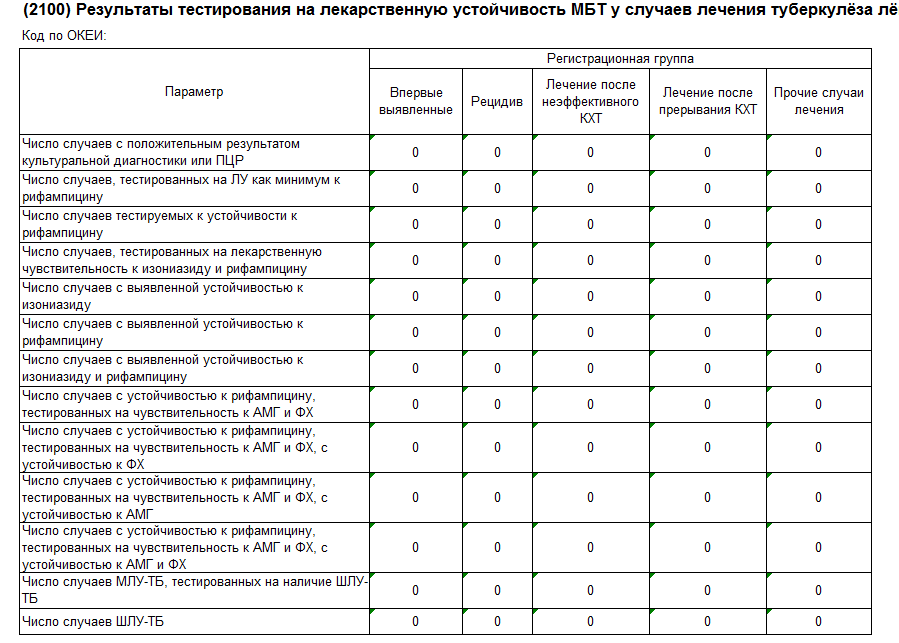 (2100) Результаты тестирования на лекарственную устойчивость МБТ у случаев лечения туберкулёза лё
Код по ОКЕИ:
Параметр
Регистрационная группа
Впервые
выявленные
Рецидив
Лечение после
неэффективного
КХТ
Лечение после
прерывания КХТ
Прочие случаи
лечения
Число случаев с положительным результатом
культуральной диагностики или ПЦР
0 0 0 0 0
Число случаев, тестированных на ЛУ как минимум к
рифампицину
0 0 0 0 0
Число случаев тестируемых к устойчивости к
рифампицину
0 0 0 0 0
Число случаев, тестированных на лекарственную
чувствительность к изониазиду и рифампицину
0 0 0 0 0
Число случаев с выявленной устойчивостью к
изониазиду
0 0 0 0 0
Число случаев с выявленной устойчивостью к
рифампицину
0 0 0 0 0
Число случаев с выявленной устойчивостью к
изониазиду и рифампицину
0 0 0 0 0
Число случаев с устойчивостью к рифампицину,
тестированных на чувствительность к АМГ и ФХ
0 0 0 0 0
Число случаев с устойчивостью к рифампицину,
тестированных на чувствительность к АМГ и ФХ, с
устойчивостью к ФХ
0 0 0 0 0
Число случаев с устойчивостью к рифампицину,
тестированных на чувствительность к АМГ и ФХ, с
устойчивостью к АМГ
0 0 0 0 0
Число случаев с устойчивостью к рифампицину,
тестированных на чувствительность к АМГ и ФХ, с
устойчивостью к АМГ и ФХ
0 0 0 0 0
Число случаев МЛУ-ТБ, тестированных на наличие ШЛУ-
ТБ
0 0 0 0 0
Число случаев ШЛУ-ТБ
0 0 0 0 0